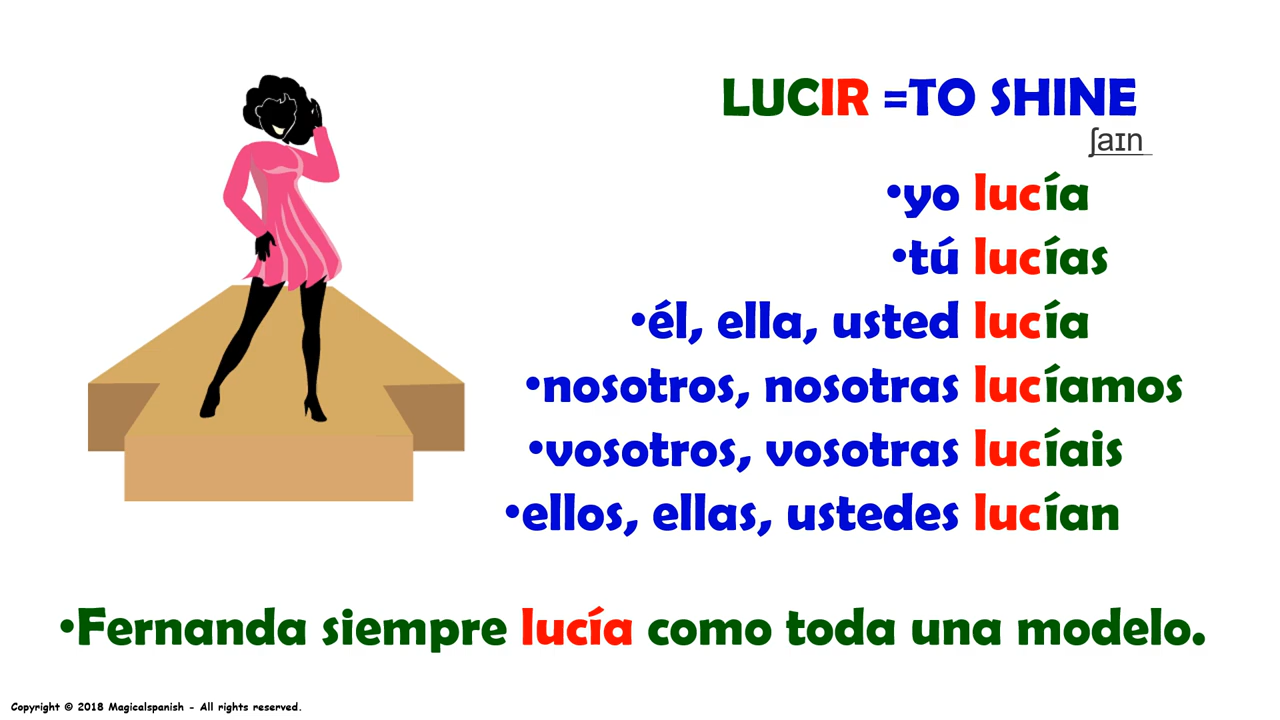 LUCIR =TO SHINE
ʃaɪn
•yo lucía
•tú lucías
•él, ella, usted lucía
•nosotros, nosotras lucíamos
•vosotros, vosotras lucíais
•ellos, ellas, ustedes lucían
•Fernanda siempre lucía como toda una modelo.
Copyright © 2018 Magicalspanish - All rights reserved.